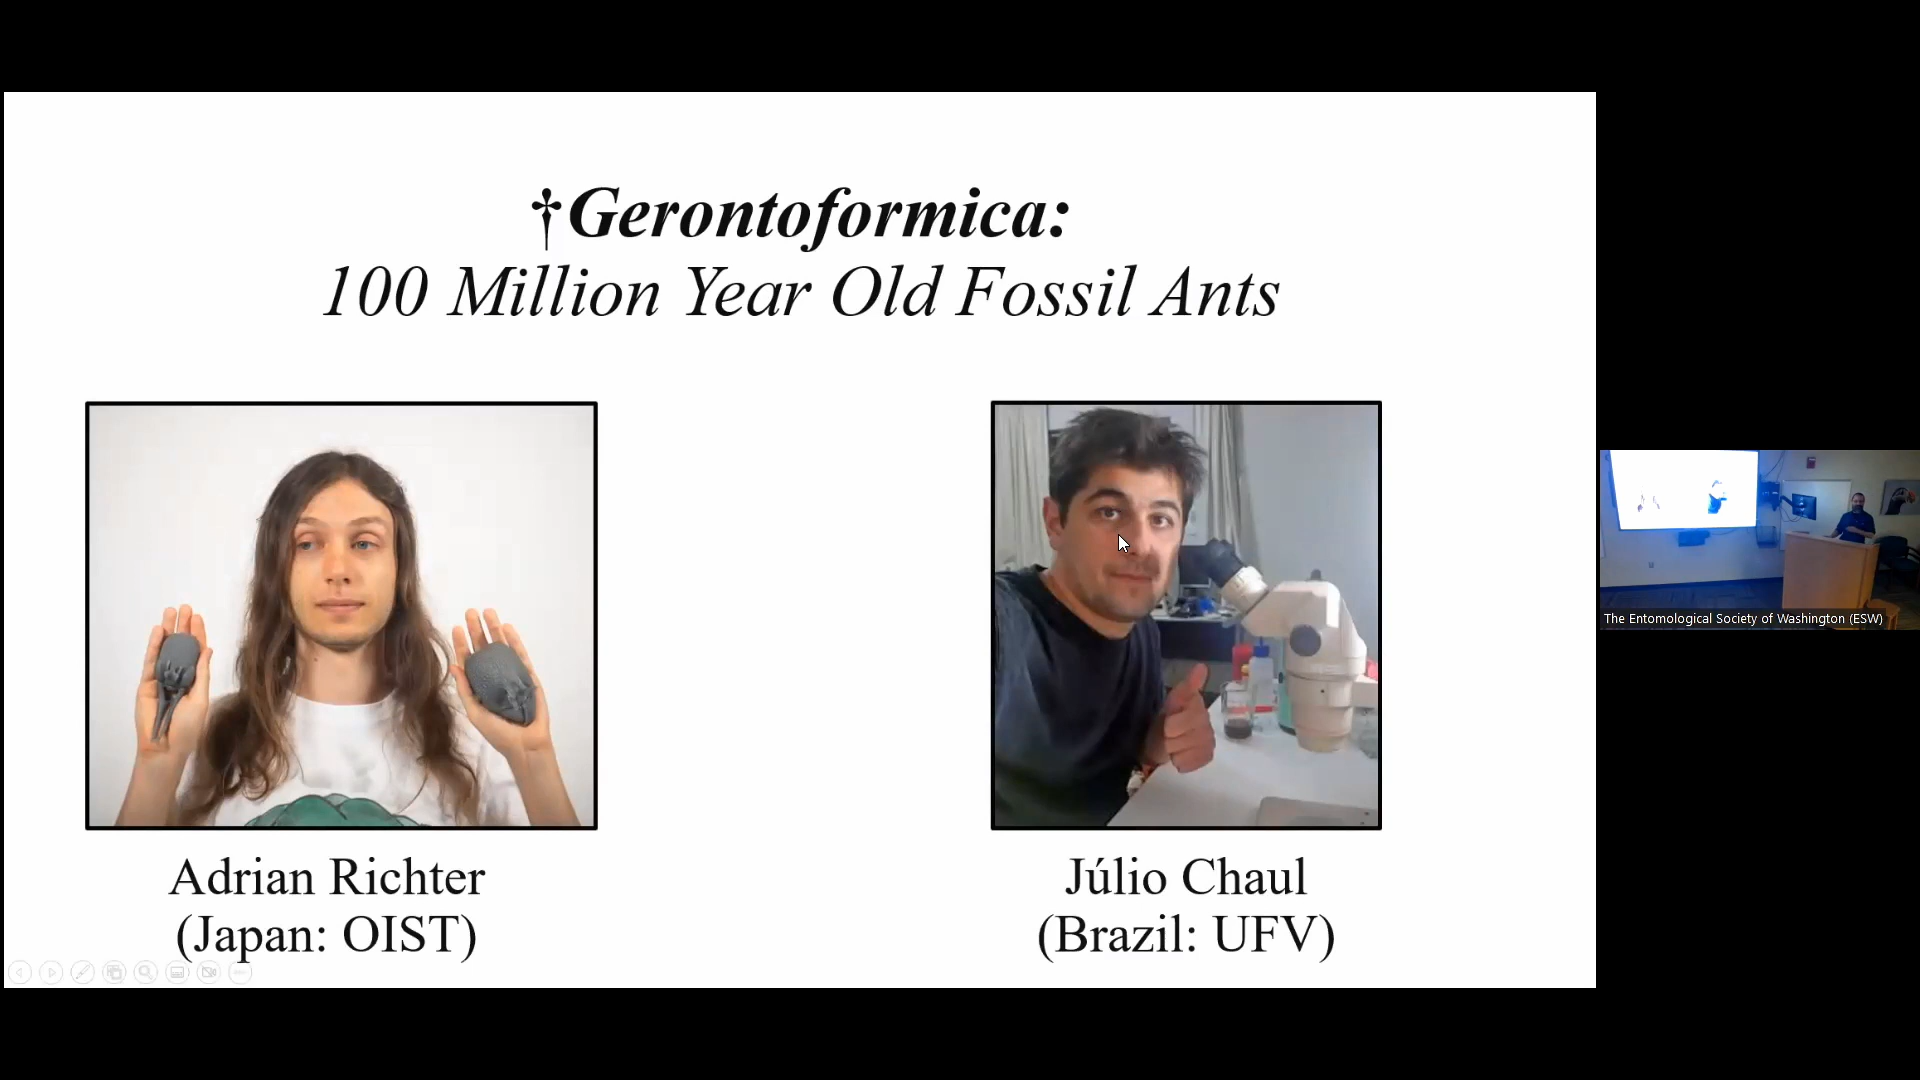 †Gerontoformica:
100 Million Year Old Fossil Ants
Adrian Richter
(Japan: OIST)
Júlio Chaul
(Brazil: UFV)
The Entomological Society of Washington (ESW)